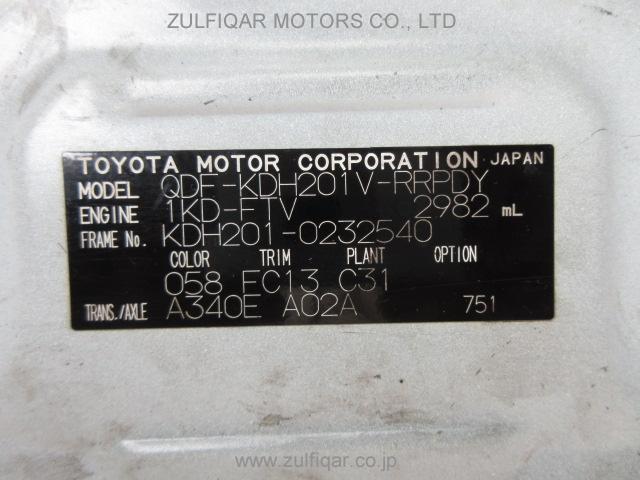 ZULFIQAR MOTORS CO., LTD
TOYOTA MOTOR CORPORATION JAPAN
MODEL QDF-KDH201V-RRPDY
ENGINE 1KD-FTV 2982 mL
FRAME No. KDH201-0232540
COLOR TRIM PLANT OPTION
058 FC13 C31
TRANS./AXLE A340E A02A 751
www.zulfiqar.co.jp